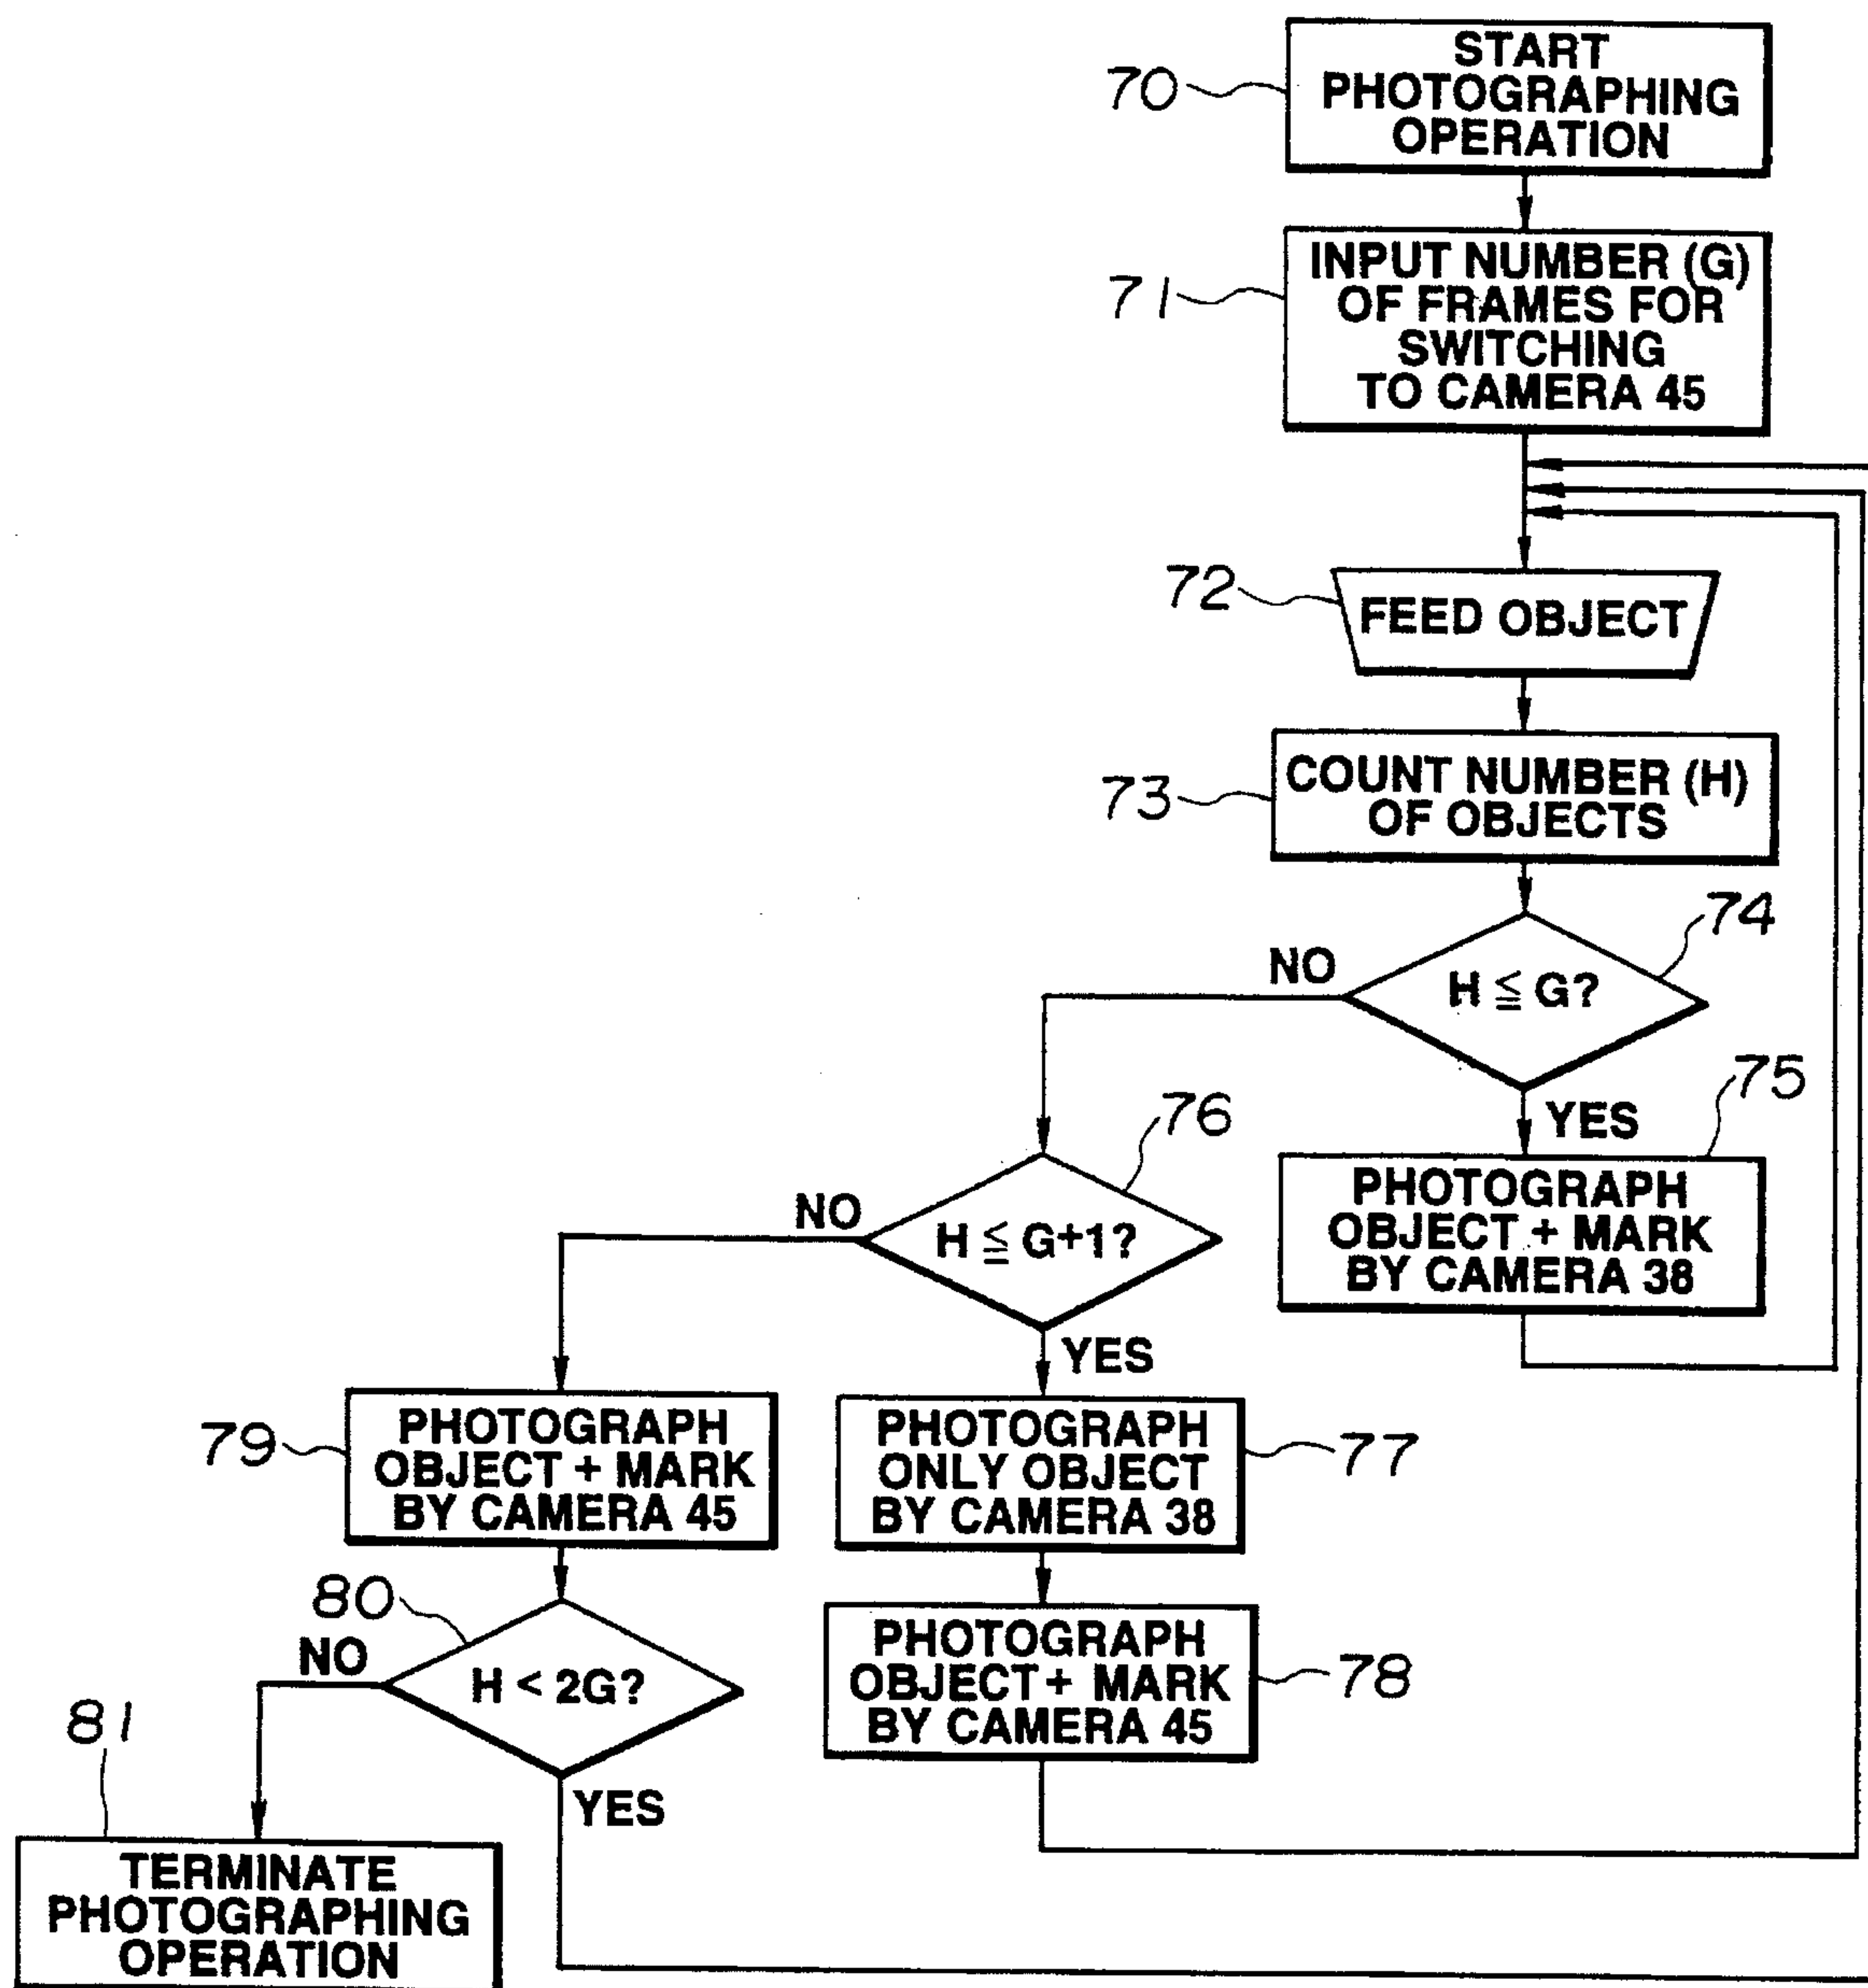 70
START
PHOTOGRAPHING
OPERATION
71
INPUT NUMBER (G)
OF FRAMES FOR
SWITCHING
TO CAMERA 45
72
FEED OBJECT
73
COUNT NUMBER (H)
OF OBJECTS
74
H ≦ G?
NO
YES
75
PHOTOGRAPH
OBJECT + MARK
BY CAMERA 38
76
H ≦ G+1?
NO
YES
77
PHOTOGRAPH
ONLY OBJECT
BY CAMERA 38
78
PHOTOGRAPH
OBJECT + MARK
BY CAMERA 45
79
PHOTOGRAPH
OBJECT + MARK
BY CAMERA 45
80
H < 2G?
NO
YES
81
TERMINATE
PHOTOGRAPHING
OPERATION